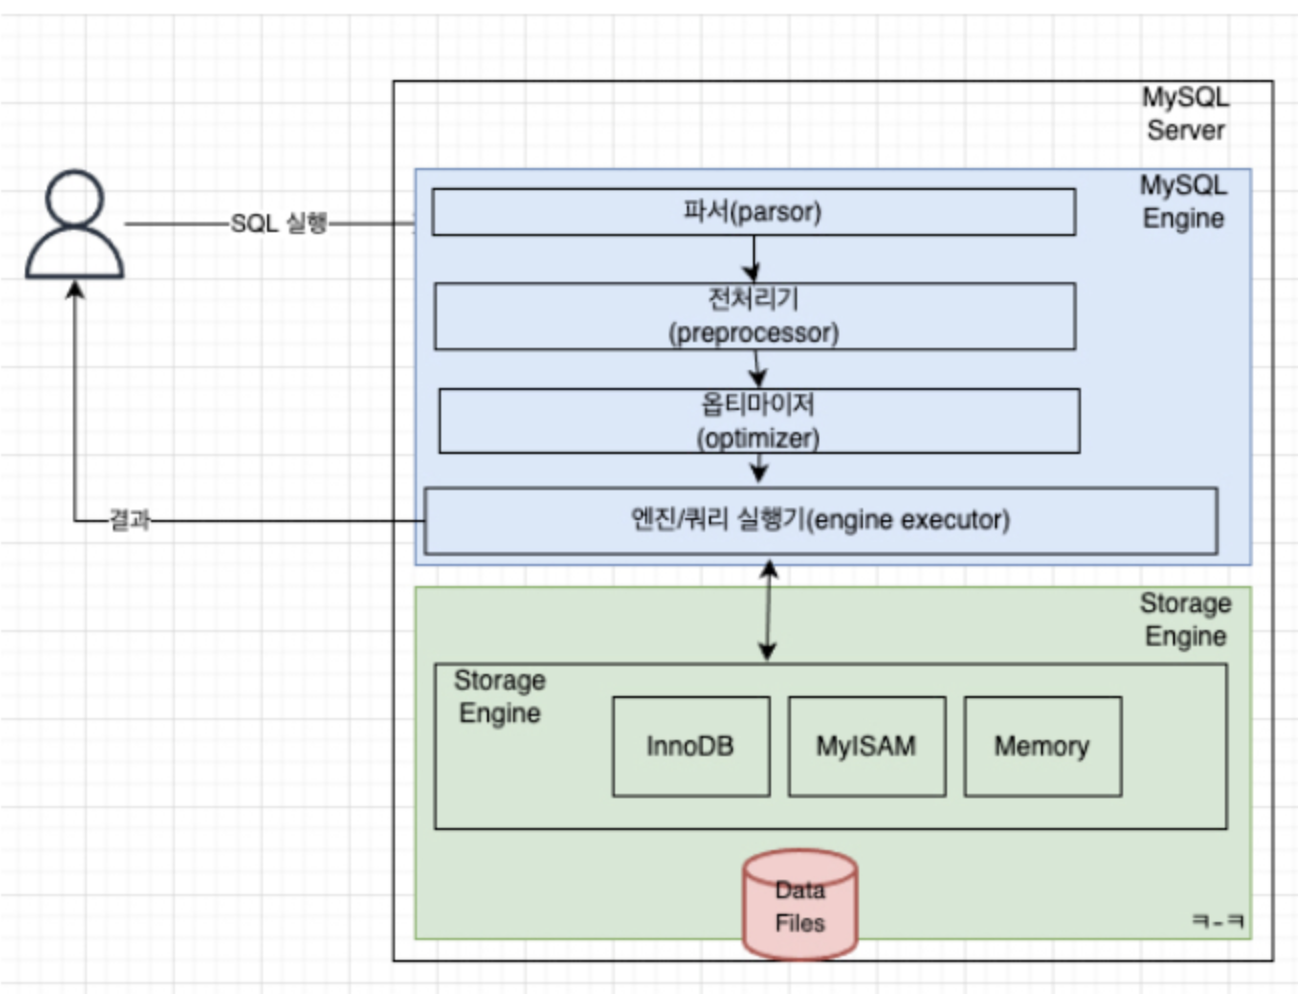 MySQL
Server
MySQL
Engine
SQL 실행
파서(parsor)
전처리기
(preprocessor)
옵티마이저
(optimizer)
결과
엔진/쿼리 실행기(engine executor)
Storage
Engine
Storage
Engine
InnoDB
MyISAM
Memory
Data
Files
ㅋ-ㅋ